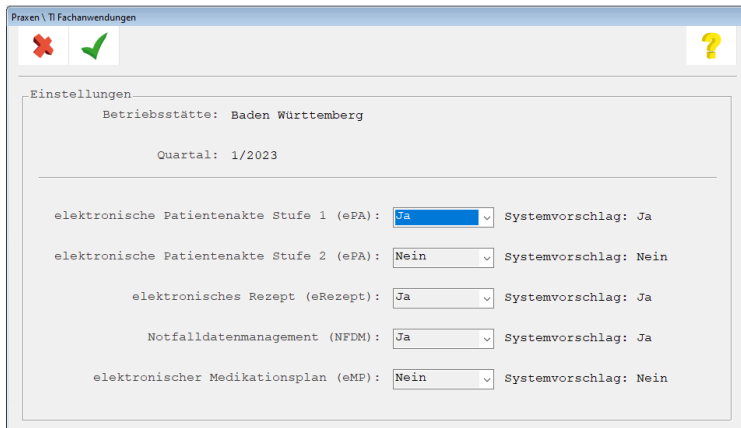 Praxen \ TI Fachanwendungen
?
Einstellungen
Betriebsstätte: Baden Württemberg
Quartal: 1/2023
elektronische Patientenakte Stufe 1 (ePA): Ja Systemvorschlag: Ja
elektronische Patientenakte Stufe 2 (ePA): Nein Systemvorschlag: Nein
elektronisches Rezept (eRezept): Ja Systemvorschlag: Ja
Notfalldatenmanagement (NFDM): Ja Systemvorschlag: Ja
elektronischer Medikationsplan (eMP): Nein Systemvorschlag: Nein